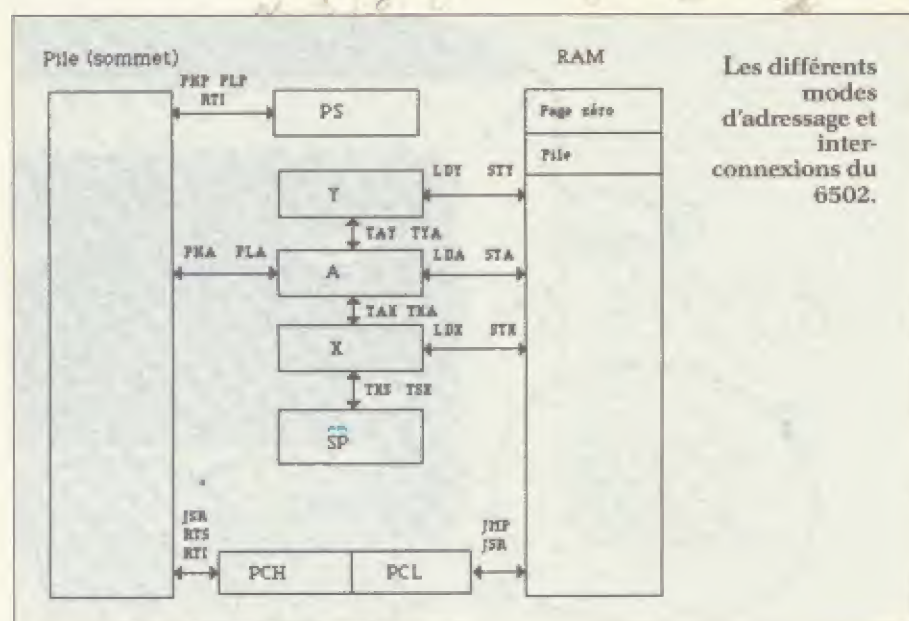 Pile (sommet)
RAM
Les différents
modes
d'adressage et
inter-
connexions du
6502.
PHP PLP
RTI
PS
Page zéro
Pile
LDY STY
Y
TAY TYA
PHA PLA
A
LDA STA
TAX TXA
X
LDX STX
TXS TSX
SP
JSR
RTS
RTI
PCH
PCL
JMP
JSR